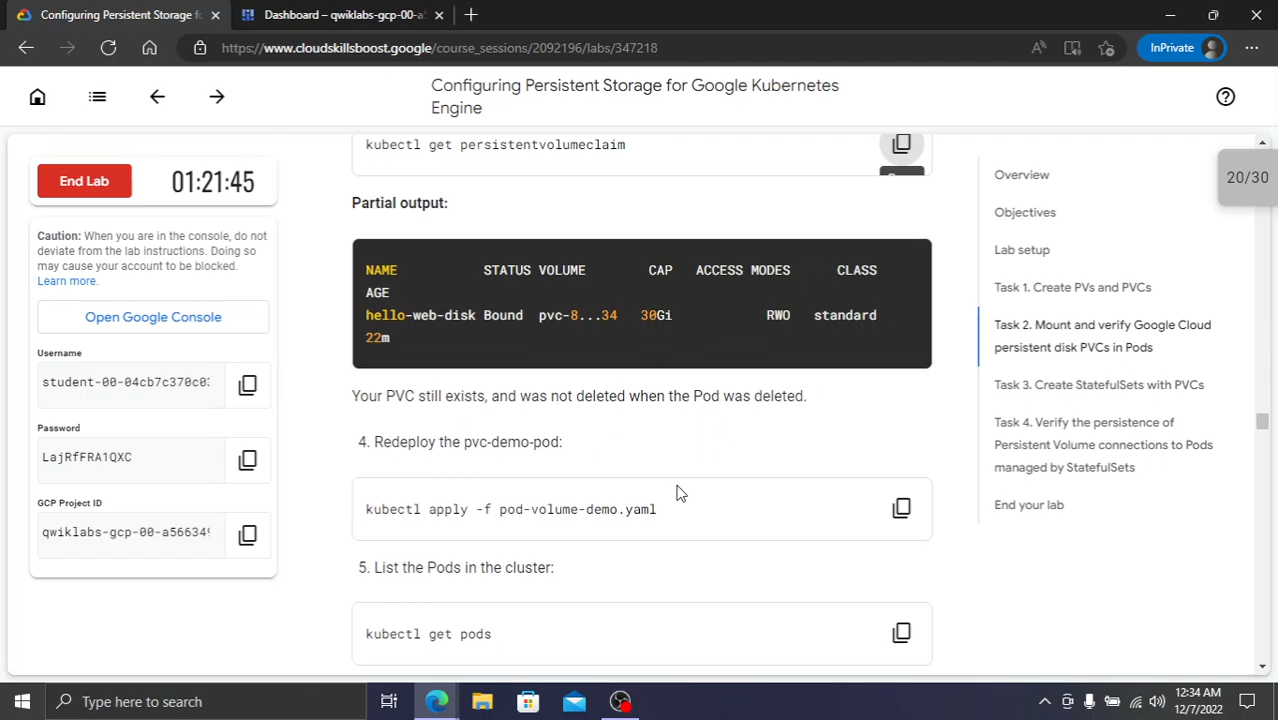 Configuring Persistent Storage fo
Dashboard – qwiklabs-gcp-00-a
https://www.cloudskillsboost.google/course_sessions/2092196/labs/347218
InPrivate
Configuring Persistent Storage for Google Kubernetes
Engine
End Lab
01:21:45
Caution: When you are in the console, do not
deviate from the lab instructions. Doing so
may cause your account to be blocked.
Learn more.
Open Google Console
Username
student-00-04cb7c370c03
Password
LajRfFRA1QXC
GCP Project ID
qwiklabs-gcp-00-a566349
kubectl get persistentvolumeclaim
Partial output:
NAME STATUS VOLUME CAP ACCESS MODES CLASS
AGE
hello-web-disk Bound pvc-8...34 30Gi RWO standard
22m
Your PVC still exists, and was not deleted when the Pod was deleted.
4. Redeploy the pvc-demo-pod:
kubectl apply -f pod-volume-demo.yaml
5. List the Pods in the cluster:
kubectl get pods
Overview
Objectives
Lab setup
Task 1. Create PVs and PVCs
Task 2. Mount and verify Google Cloud
persistent disk PVCs in Pods
Task 3. Create StatefulSets with PVCs
Task 4. Verify the persistence of
Persistent Volume connections to Pods
managed by StatefulSets
End your lab
20/30
Type here to search
12:34 AM
12/7/2022